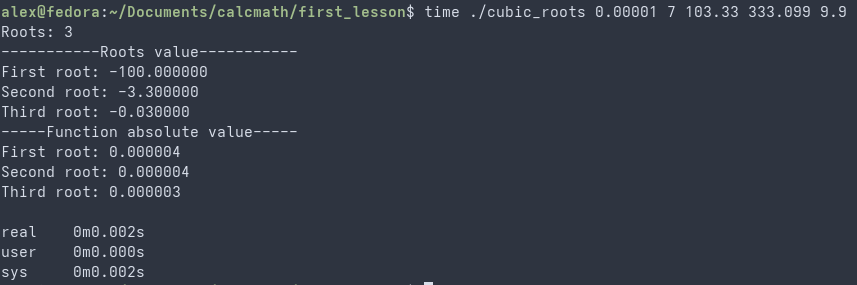 alex@fedora:~/Documents/calcmath/first_lesson$ time ./cubic_roots 0.00001 7 103.33 333.099 9.9
Roots: 3
-----------Roots value-----------
First root: -100.000000
Second root: -3.300000
Third root: -0.030000
-----Function absolute value-----
First root: 0.000004
Second root: 0.000004
Third root: 0.000003
real    0m0.002s
user    0m0.000s
sys     0m0.002s